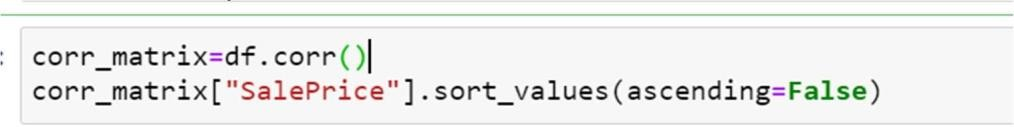 corr_matrix=df.corr()
corr_matrix["SalePrice"].sort_values(ascending=False)